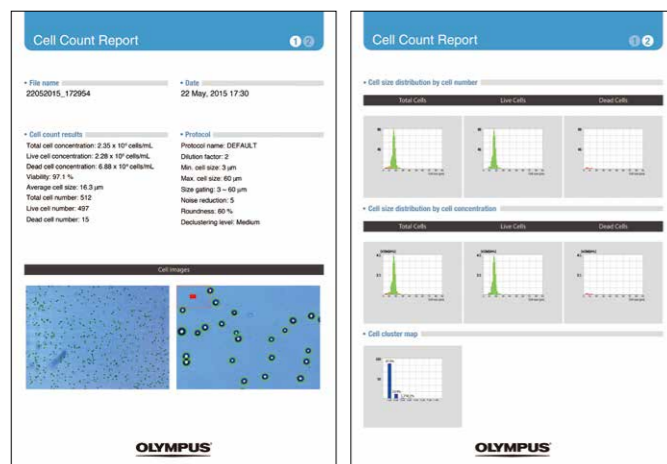 Cell Count Report
1 2
File name
22052015_172954
Date
22 May, 2015 17:30
Cell count results
Total cell concentration: 2.35 x 10⁶ cells/mL
Live cell concentration: 2.28 x 10⁶ cells/mL
Dead cell concentration: 6.88 x 10⁴ cells/mL
Viability: 97.1 %
Average cell size: 16.3 μm
Total cell number: 512
Live cell number: 497
Dead cell number: 15
Protocol
Protocol name: DEFAULT
Dilution factor: 2
Min. cell size: 3 μm
Max. cell size: 60 μm
Size gating: 3 ~ 60 μm
Noise reduction: 5
Roundness: 60 %
Declustering level: Medium
Cell images
OLYMPUS
Cell Count Report
1 2
Cell size distribution by cell number
Total Cells
Live Cells
Dead Cells
Cell size distribution by cell concentration
Total Cells
Live Cells
Dead Cells
Cell cluster map
OLYMPUS